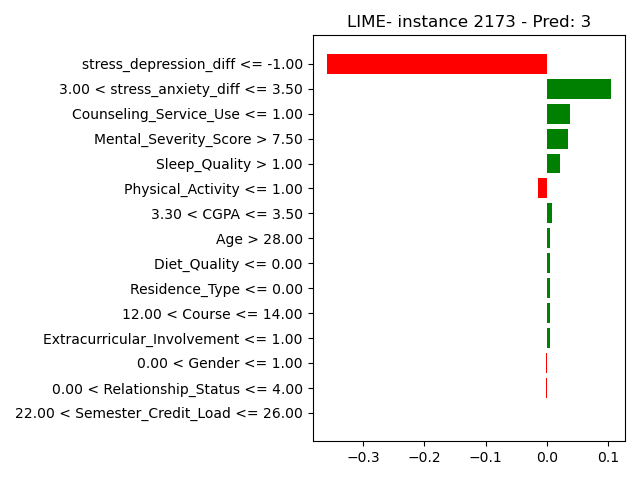 LIME- instance 2173 - Pred: 3
stress_depression_diff <= -1.00
3.00 < stress_anxiety_diff <= 3.50
Counseling_Service_Use <= 1.00
Mental_Severity_Score > 7.50
Sleep_Quality > 1.00
Physical_Activity <= 1.00
3.30 < CGPA <= 3.50
Age > 28.00
Diet_Quality <= 0.00
Residence_Type <= 0.00
12.00 < Course <= 14.00
Extracurricular_Involvement <= 1.00
0.00 < Gender <= 1.00
0.00 < Relationship_Status <= 4.00
22.00 < Semester_Credit_Load <= 26.00
−0.3 −0.2 −0.1 0.0 0.1